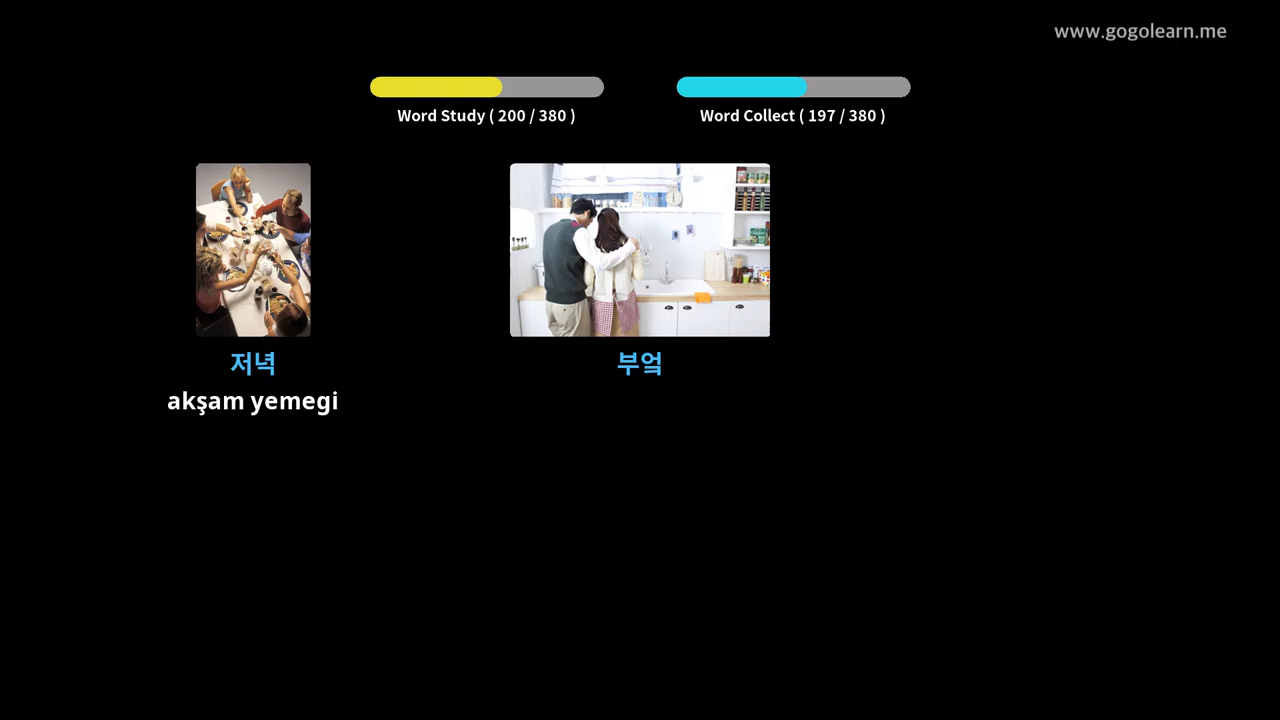 www.gogolearn.me
Word Study ( 200 / 380 )
Word Collect ( 197 / 380 )
저녁
부엌
akşam yemegi